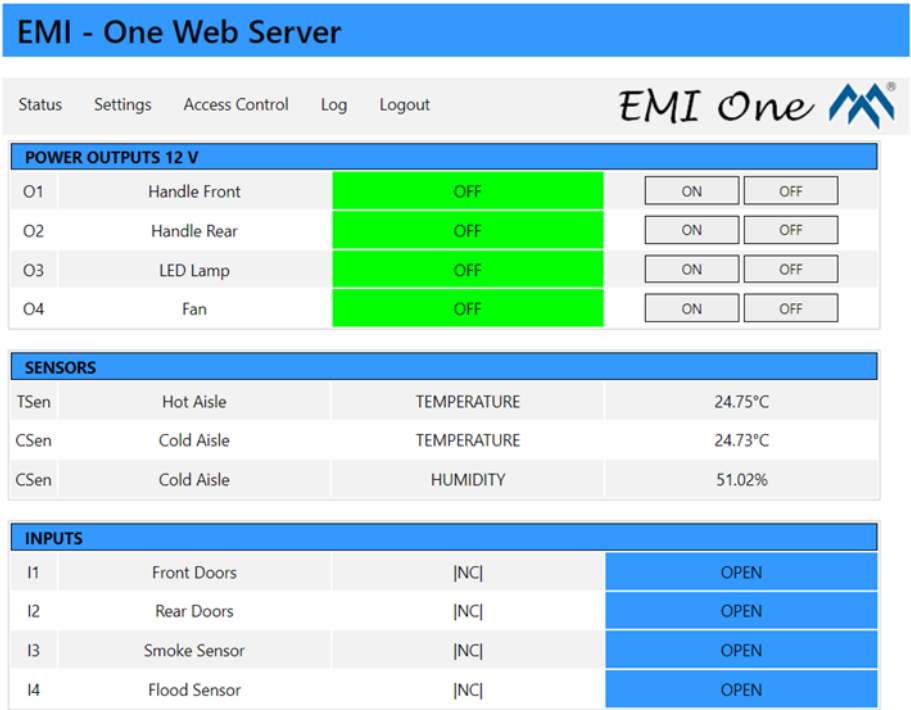 EMI - One Web Server
Status Settings Access Control Log Logout EMI One ®
POWER OUTPUTS 12 V
O1 Handle Front OFF ON OFF
O2 Handle Rear OFF ON OFF
O3 LED Lamp OFF ON OFF
O4 Fan OFF ON OFF
SENSORS
TSen Hot Aisle TEMPERATURE 24.75°C
CSen Cold Aisle TEMPERATURE 24.73°C
CSen Cold Aisle HUMIDITY 51.02%
INPUTS
I1 Front Doors |NC| OPEN
I2 Rear Doors |NC| OPEN
I3 Smoke Sensor |NC| OPEN
I4 Flood Sensor |NC| OPEN